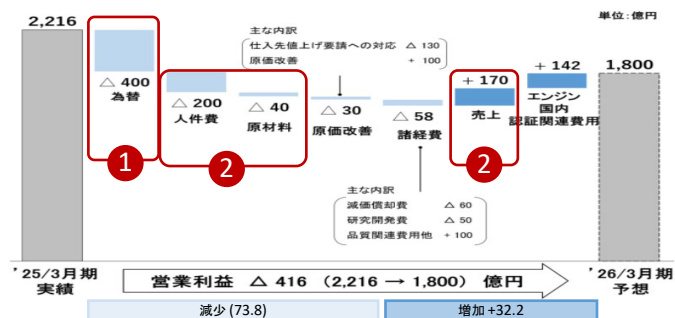 単位：億円
2,216
主な内訳
仕入先値上げ要請への対応 △ 130
原価改善 + 100
△ 400
為替
△ 200
人件費
△ 40
原材料
△ 30
原価改善
△ 58
諸経費
+ 170
売上
+ 142
エンジン
国内
認証関連費用
1,800
1
2
2
主な内訳
減価償却費 △ 60
研究開発費 △ 50
品質関連費用他 + 100
’25/3月期
実績
営業利益 △ 416 （2,216 → 1,800） 億円
’26/3月期
予想
減少 (73.8)
増加 +32.2